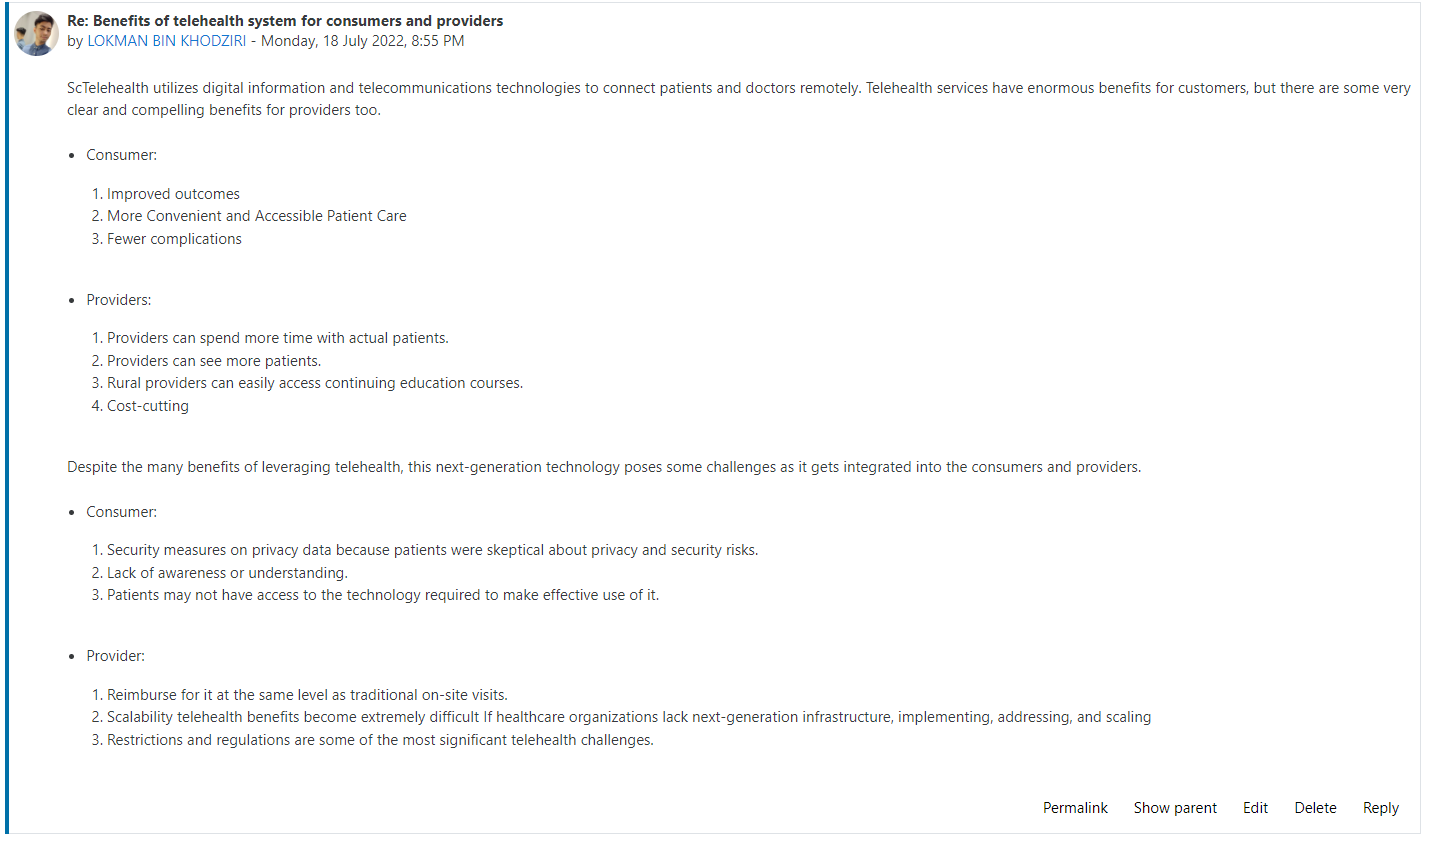 Re: Benefits of telehealth system for consumers and providers
by LOKMAN BIN KHODZIRI - Monday, 18 July 2022, 8:55 PM
ScTelehealth utilizes digital information and telecommunications technologies to connect patients and doctors remotely. Telehealth services have enormous benefits for customers, but there are some very
clear and compelling benefits for providers too.
• Consumer:
1. Improved outcomes
2. More Convenient and Accessible Patient Care
3. Fewer complications
• Providers:
1. Providers can spend more time with actual patients.
2. Providers can see more patients.
3. Rural providers can easily access continuing education courses.
4. Cost-cutting
Despite the many benefits of leveraging telehealth, this next-generation technology poses some challenges as it gets integrated into the consumers and providers.
• Consumer:
1. Security measures on privacy data because patients were skeptical about privacy and security risks.
2. Lack of awareness or understanding.
3. Patients may not have access to the technology required to make effective use of it.
• Provider:
1. Reimburse for it at the same level as traditional on-site visits.
2. Scalability telehealth benefits become extremely difficult If healthcare organizations lack next-generation infrastructure, implementing, addressing, and scaling
3. Restrictions and regulations are some of the most significant telehealth challenges.
Permalink Show parent Edit Delete Reply